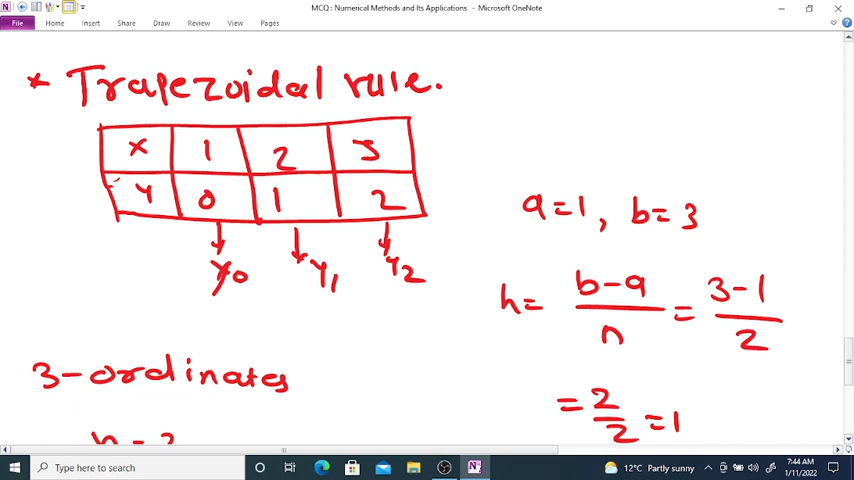 MCQ : Numerical Methods and Its Applications - Microsoft OneNote
File Home Insert Share Draw History Review View Pages
* Trapezoidal rule.
X 1 2 3
Y 0 1 2
Y0 Y1 Y2
a=1, b=3
h= b-a/n = 3-1/2
3-ordinates
= 2/2 =1
n = 2
Type here to search
12°C Partly sunny
7:44 AM
1/11/2022